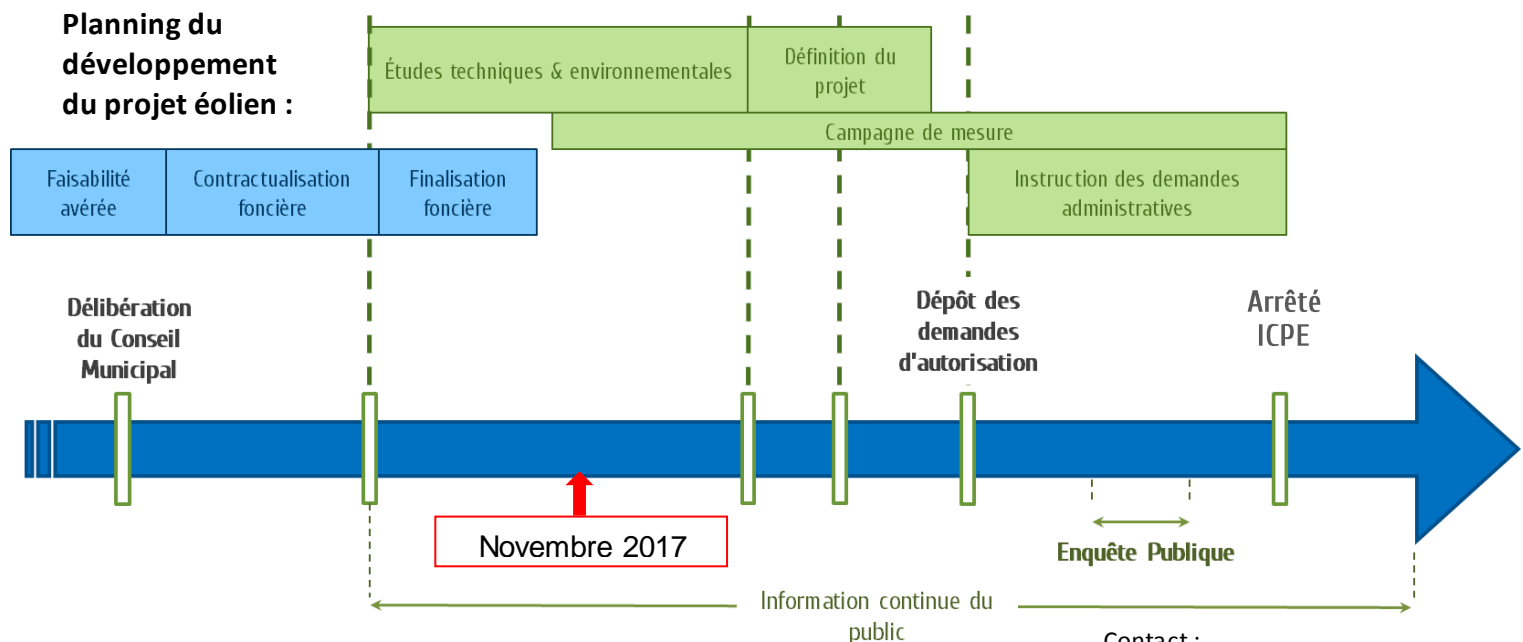 Planning du
développement
du projet éolien :
Études techniques & environnementales
Définition du
projet
Campagne de mesure
Faisabilité
avérée
Contractualisation
foncière
Finalisation
foncière
Instruction des demandes
administratives
Délibération
du Conseil
Municipal
Dépôt des
demandes
d'autorisation
Arrêté
ICPE
Novembre 2017
Enquête Publique
Information continue du
public
Contact :